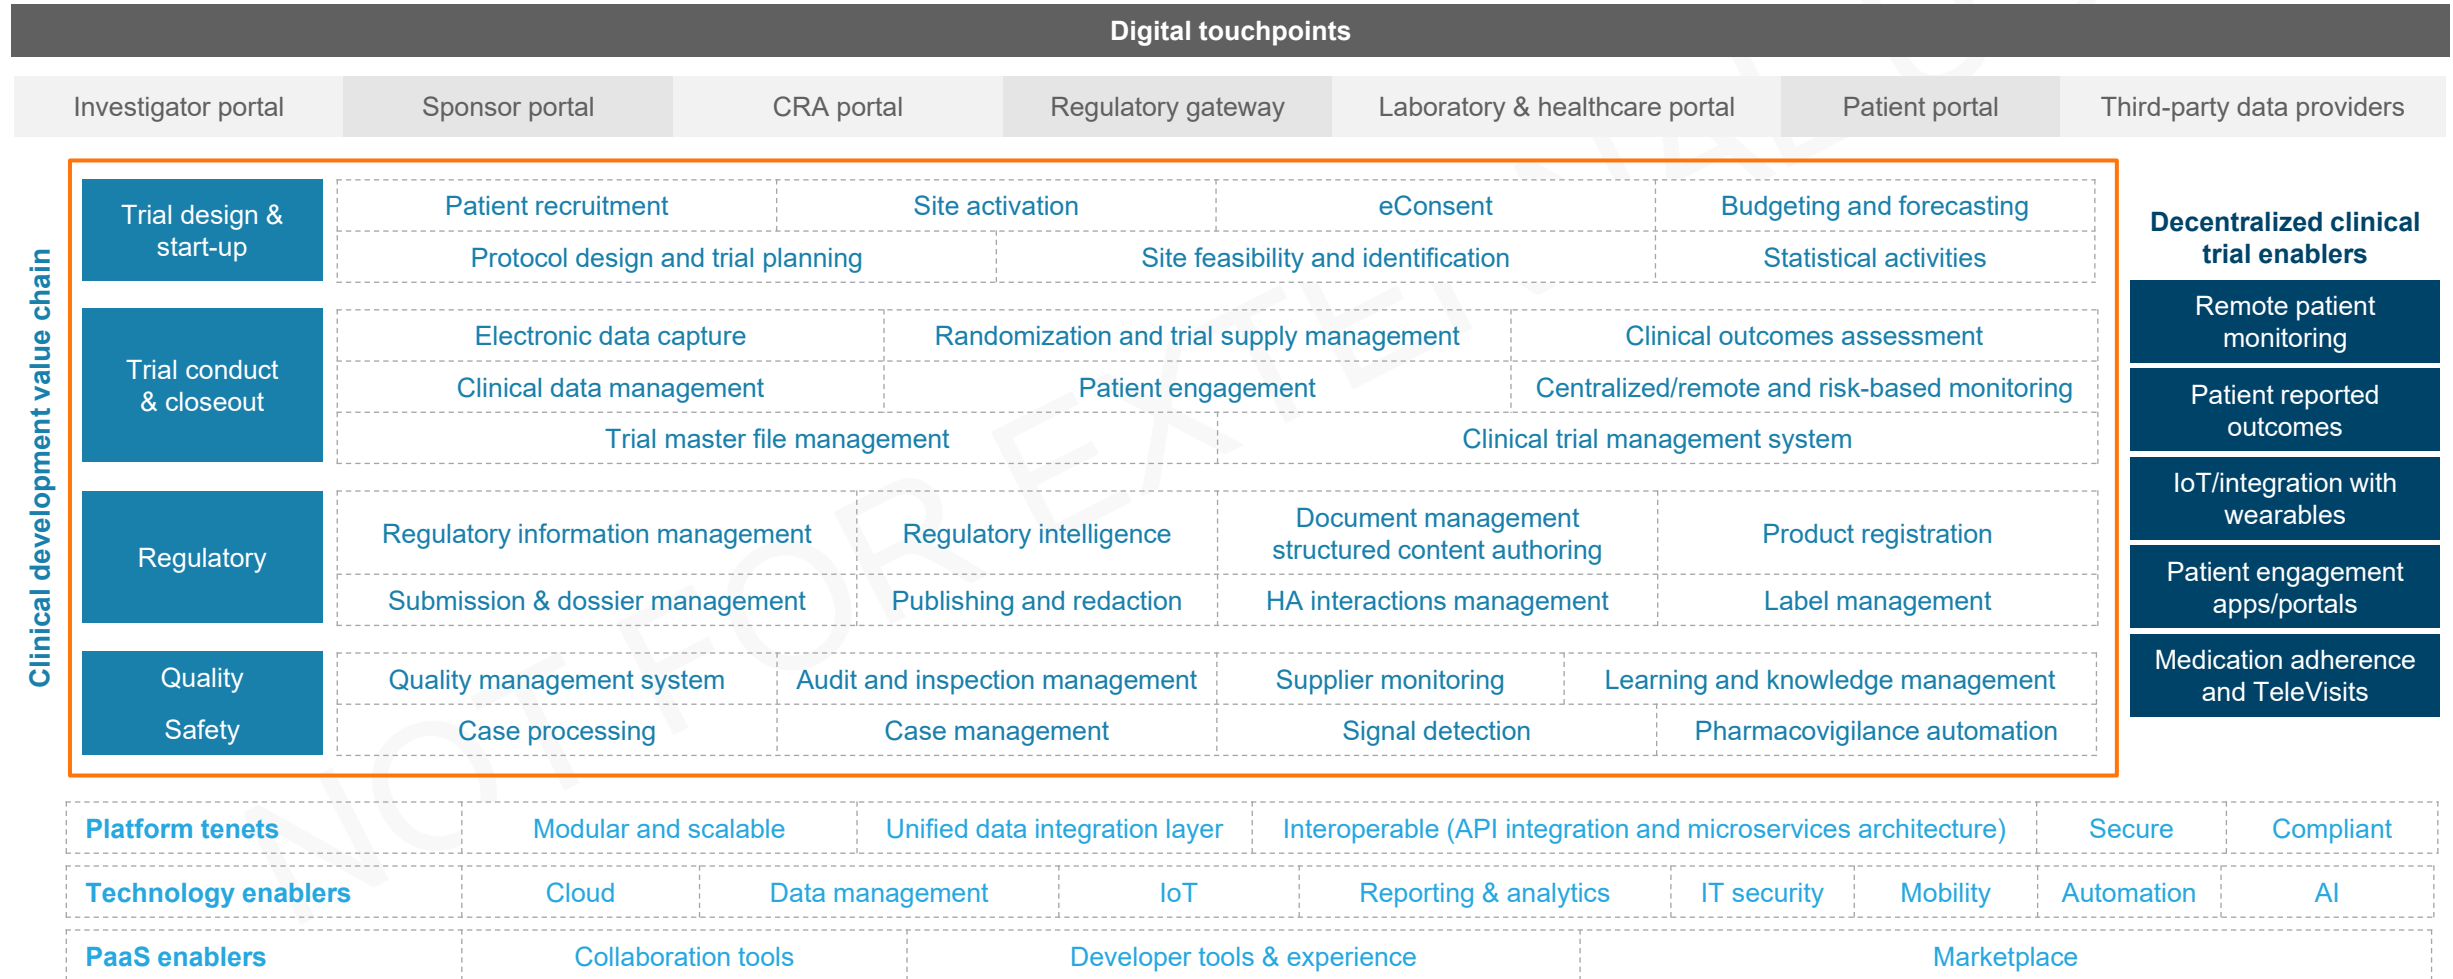 Digital touchpoints
Investigator portal
Sponsor portal
CRA portal
Regulatory gateway
Laboratory & healthcare portal
Patient portal
Third-party data providers
Clinical development value chain
Trial design &
start-up
Patient recruitment
Site activation
eConsent
Budgeting and forecasting
Protocol design and trial planning
Site feasibility and identification
Statistical activities
Trial conduct
& closeout
Electronic data capture
Randomization and trial supply management
Clinical outcomes assessment
Clinical data management
Patient engagement
Centralized/remote and risk-based monitoring
Trial master file management
Clinical trial management system
Regulatory
Regulatory information management
Regulatory intelligence
Document management
structured content authoring
Product registration
Submission & dossier management
Publishing and redaction
HA interactions management
Label management
Quality
Quality management system
Audit and inspection management
Supplier monitoring
Learning and knowledge management
Safety
Case processing
Case management
Signal detection
Pharmacovigilance automation
Decentralized clinical
trial enablers
Remote patient
monitoring
Patient reported
outcomes
IoT/integration with
wearables
Patient engagement
apps/portals
Medication adherence
and TeleVisits
Platform tenets
Modular and scalable
Unified data integration layer
Interoperable (API integration and microservices architecture)
Secure
Compliant
Technology enablers
Cloud
Data management
IoT
Reporting & analytics
IT security
Mobility
Automation
AI
PaaS enablers
Collaboration tools
Developer tools & experience
Marketplace
NOT FOR EXTERNAL